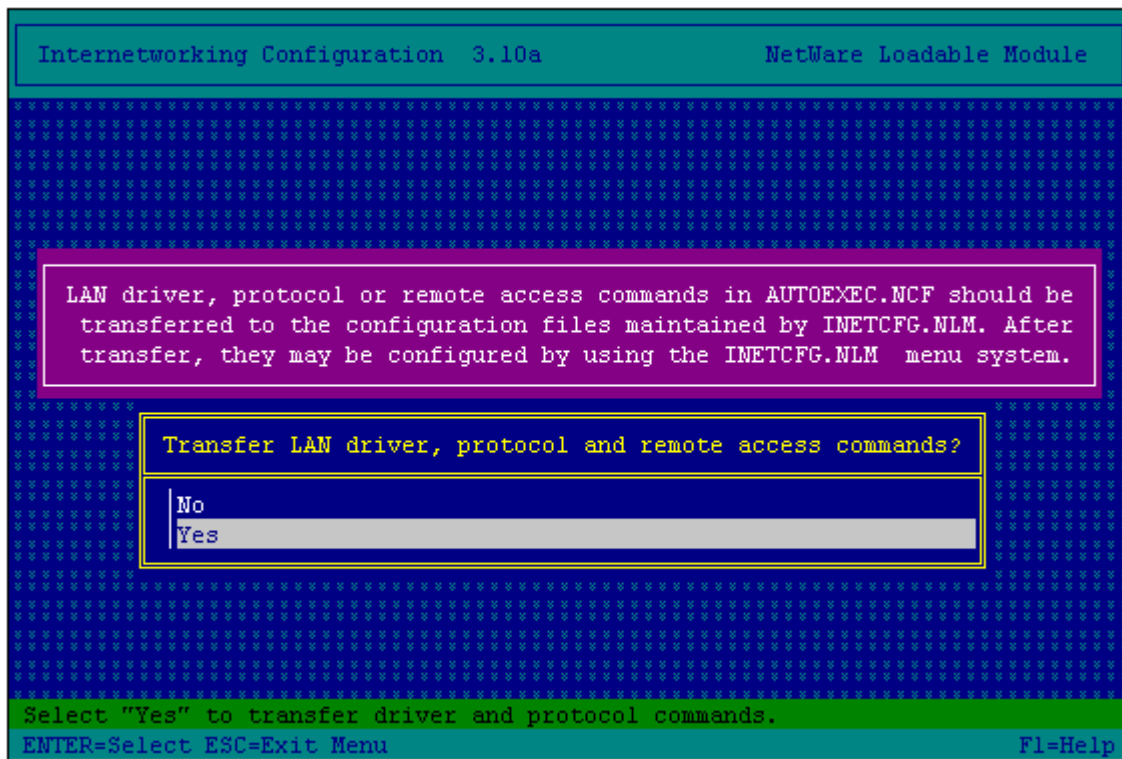 Internetworking Configuration 3.10a NetWare Loadable Module
LAN driver, protocol or remote access commands in AUTOEXEC.NCF should be
transferred to the configuration files maintained by INETCFG.NLM. After
transfer, they may be configured by using the INETCFG.NLM menu system.
Transfer LAN driver, protocol and remote access commands?
No
Yes
Select "Yes" to transfer driver and protocol commands.
ENTER=Select ESC=Exit Menu F1=Help